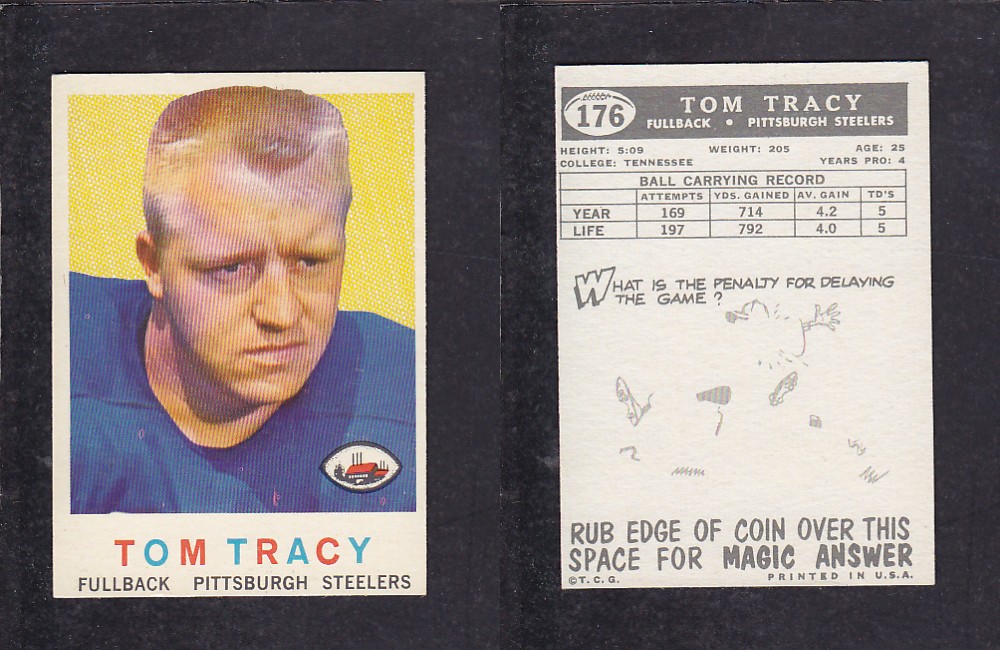 TOM TRACY
FULLBACK PITTSBURGH STEELERS
176
TOM TRACY
FULLBACK • PITTSBURGH STEELERS
HEIGHT: 5:09 WEIGHT: 205 AGE: 25
COLLEGE: TENNESSEE YEARS PRO: 4
BALL CARRYING RECORD
ATTEMPTS YDS. GAINED AV. GAIN TD'S
YEAR 169 714 4.2 5
LIFE 197 792 4.0 5
WHAT IS THE PENALTY FOR DELAYING
THE GAME?
RUB EDGE OF COIN OVER THIS
SPACE FOR MAGIC ANSWER
©T.C.G. PRINTED IN U.S.A.